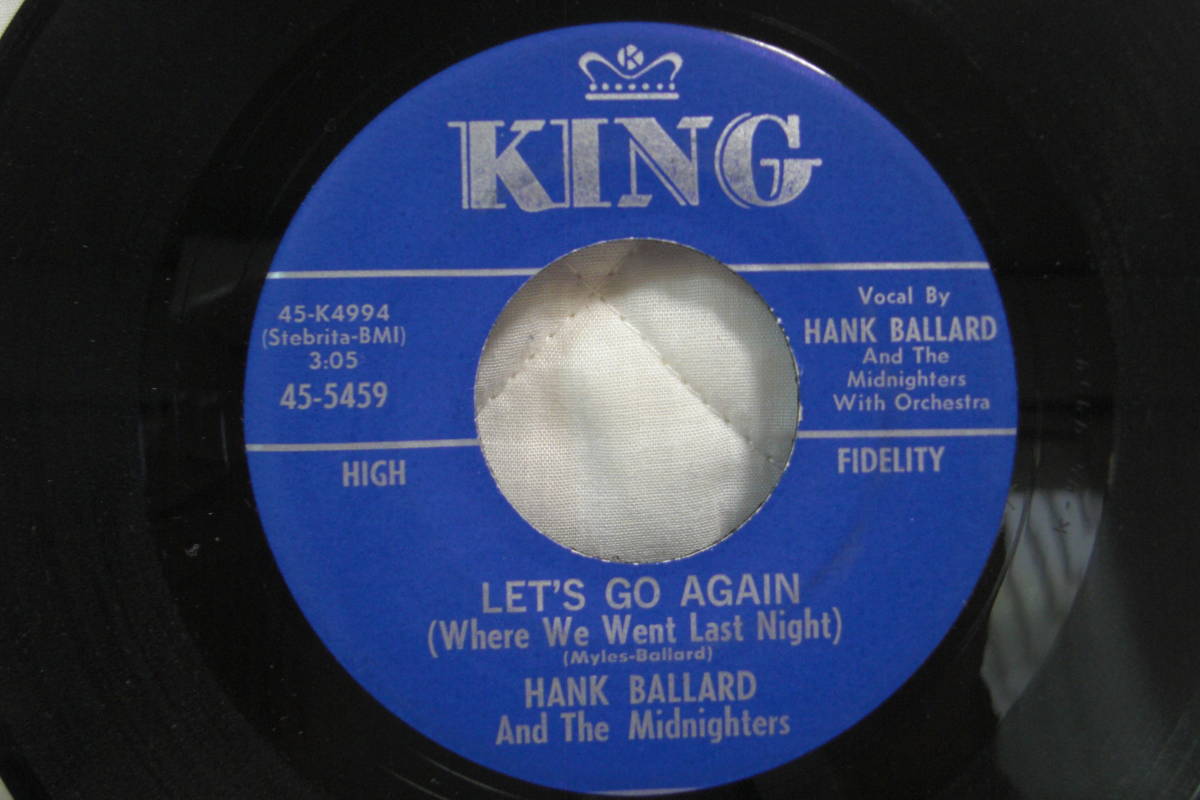 K
KING
45-K4994
(Stebrita-BMI)
3:05
45-5459
Vocal By
HANK BALLARD
And The
Midnighters
With Orchestra
HIGH FIDELITY
LET'S GO AGAIN
(Where We Went Last Night)
(Myles-Ballard)
HANK BALLARD
And The Midnighters